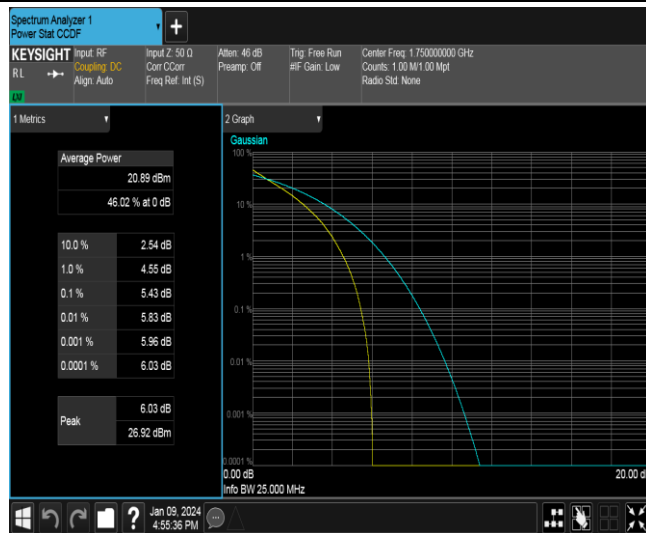 Spectrum Analyzer 1
Power Stat CCDF
+
KEYSIGHT
RL
LXI
Input: RF
Coupling: DC
Align: Auto
Input Z: 50 Ω
Corr CCorr
Freq Ref: Int (S)
Atten: 46 dB
Preamp: Off
Trig: Free Run
#IF Gain: Low
Center Freq: 1.750000000 GHz
Counts: 1.00 M/1.00 Mpt
Radio Std: None
1 Metrics
Average Power
20.89 dBm
46.02 % at 0 dB
10.0 % 2.54 dB
1.0 % 4.55 dB
0.1 % 5.43 dB
0.01 % 5.83 dB
0.001 % 5.96 dB
0.0001 % 6.03 dB
Peak
6.03 dB
26.92 dBm
2 Graph
Gaussian
100 %
10 %
1 %
0.1 %
0.01 %
0.001 %
0.0001 %
0.00 dB
20.00 d
Info BW 25.000 MHz
?
Jan 09, 2024
4:55:36 PM